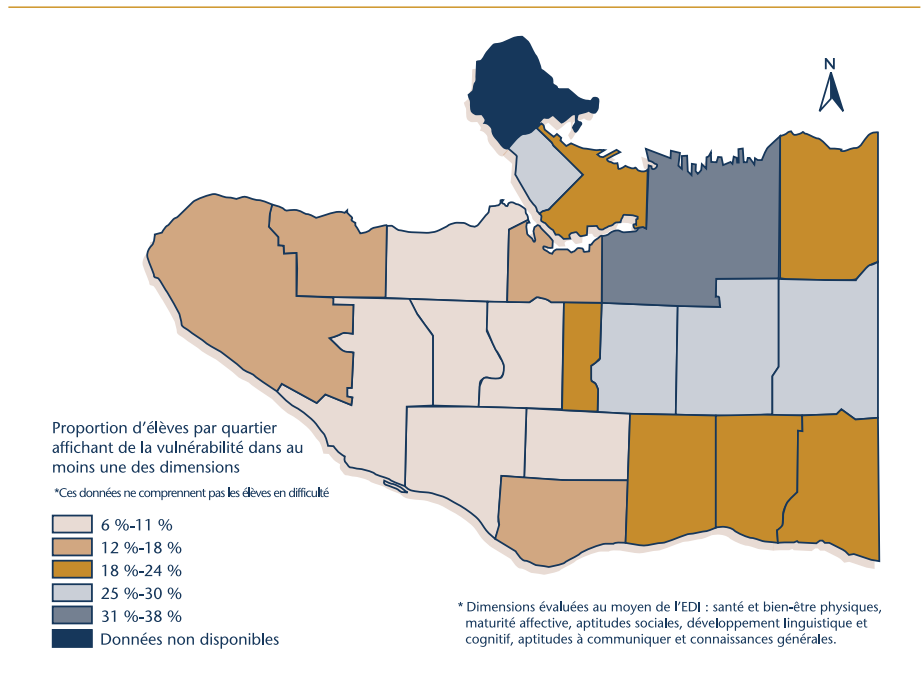 N
Proportion d'élèves par quartier
affichant de la vulnérabilité dans au
moins une des dimensions
*Ces données ne comprennent pas les élèves en difficulté
6 %-11 %
12 %-18 %
18 %-24 %
25 %-30 %
31 %-38 %
Données non disponibles
* Dimensions évaluées au moyen de l'EDI : santé et bien-être physiques,
maturité affective, aptitudes sociales, développement linguistique et
cognitif, aptitudes à communiquer et connaissances générales.